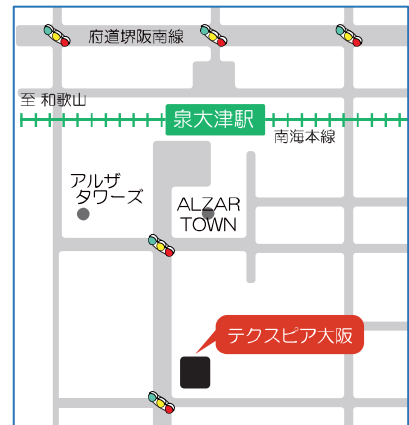 府道堺阪南線
至 和歌山
泉大津駅
南海本線
アルザ
タワーズ
ALZAR
TOWN
テクスピア大阪